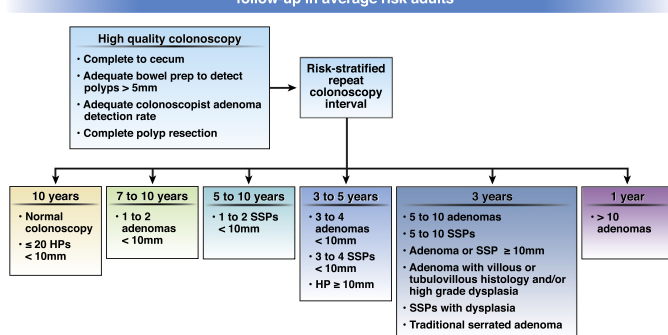 follow-up in average risk adults
High quality colonoscopy
· Complete to cecum
· Adequate bowel prep to detect
polyps > 5mm
· Adequate colonoscopist adenoma
detection rate
· Complete polyp resection
Risk-stratified
repeat
colonoscopy
interval
10 years
· Normal
colonoscopy
· ≤ 20 HPs
< 10mm
7 to 10 years
· 1 to 2
adenomas
< 10mm
5 to 10 years
· 1 to 2 SSPs
< 10mm
3 to 5 years
· 3 to 4
adenomas
< 10mm
· 3 to 4 SSPs
< 10mm
· HP ≥ 10mm
3 years
· 5 to 10 adenomas
· 5 to 10 SSPs
· Adenoma or SSP ≥ 10mm
· Adenoma with villous or
tubulovillous histology and/or
high grade dysplasia
· SSPs with dysplasia
· Traditional serrated adenoma
1 year
· > 10
adenomas